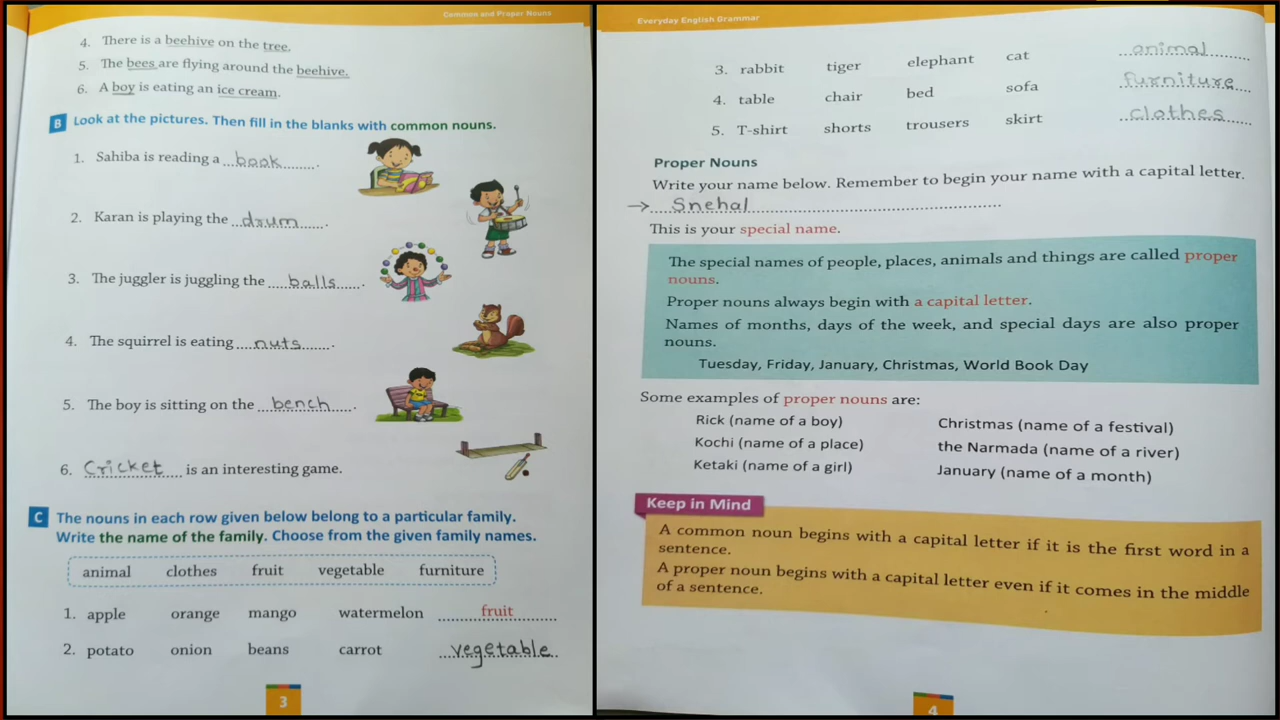 Common and Proper Nouns
4. There is a beehive on the tree.
5. The bees are flying around the beehive.
6. A boy is eating an ice cream.
B Look at the pictures. Then fill in the blanks with common nouns.
1. Sahiba is reading a ...book........
2. Karan is playing the ..drum.......
3. The juggler is juggling the ....balls......
4. The squirrel is eating ....nuts.......
5. The boy is sitting on the ...bench.....
6. Cricket.... is an interesting game.
C The nouns in each row given below belong to a particular family.
Write the name of the family. Choose from the given family names.
animal clothes fruit vegetable furniture
1. apple orange mango watermelon fruit
2. potato onion beans carrot ..vegetable..
3
Everyday English Grammar
3. rabbit tiger elephant cat ..animal........
4. table chair bed sofa furniture..
5. T-shirt shorts trousers skirt ..clothes.....
Proper Nouns
Write your name below. Remember to begin your name with a capital letter.
→ ....Snehal..................................................
This is your special name.
The special names of people, places, animals and things are called proper
nouns.
Proper nouns always begin with a capital letter.
Names of months, days of the week, and special days are also proper
nouns.
Tuesday, Friday, January, Christmas, World Book Day
Some examples of proper nouns are:
Rick (name of a boy) Christmas (name of a festival)
Kochi (name of a place) the Narmada (name of a river)
Ketaki (name of a girl) January (name of a month)
Keep in Mind
A common noun begins with a capital letter if it is the first word in a
sentence.
A proper noun begins with a capital letter even if it comes in the middle
of a sentence.
4